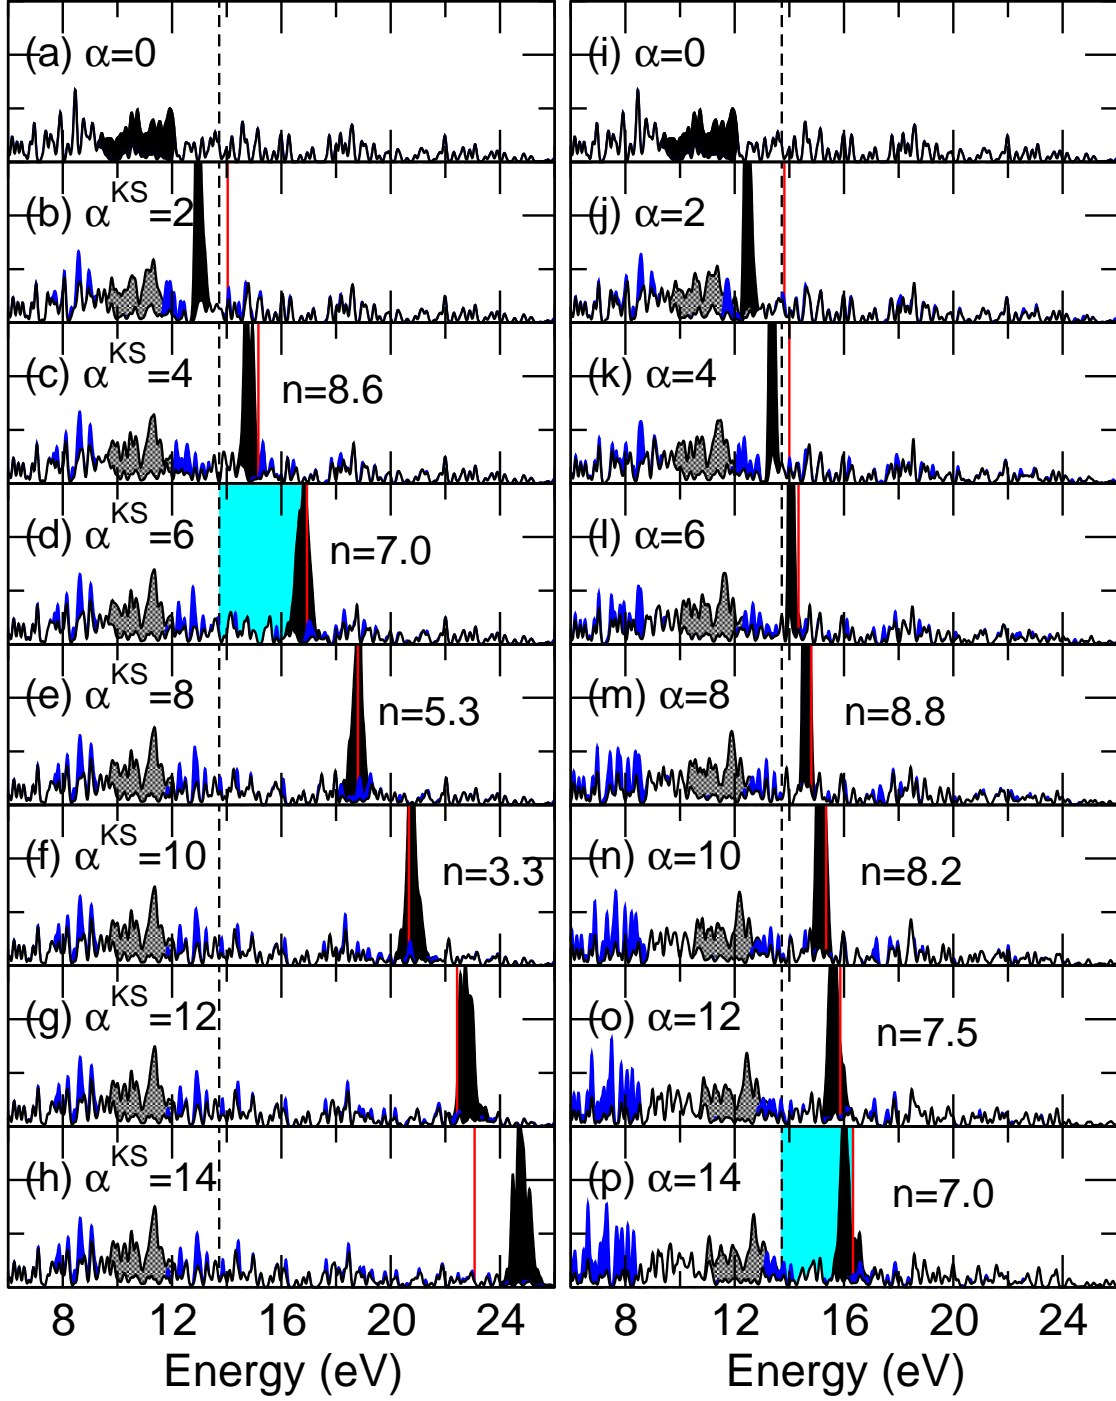 (a) α=0
(b) α^KS=2
(c) α^KS=4
n=8.6
(d) α^KS=6
n=7.0
(e) α^KS=8
n=5.3
(f) α^KS=10
n=3.3
(g) α^KS=12
(h) α^KS=14
8 12 16 20 24
Energy (eV)
(i) α=0
(j) α=2
(k) α=4
(l) α=6
(m) α=8
n=8.8
(n) α=10
n=8.2
(o) α=12
n=7.5
(p) α=14
n=7.0
8 12 16 20 24
Energy (eV)